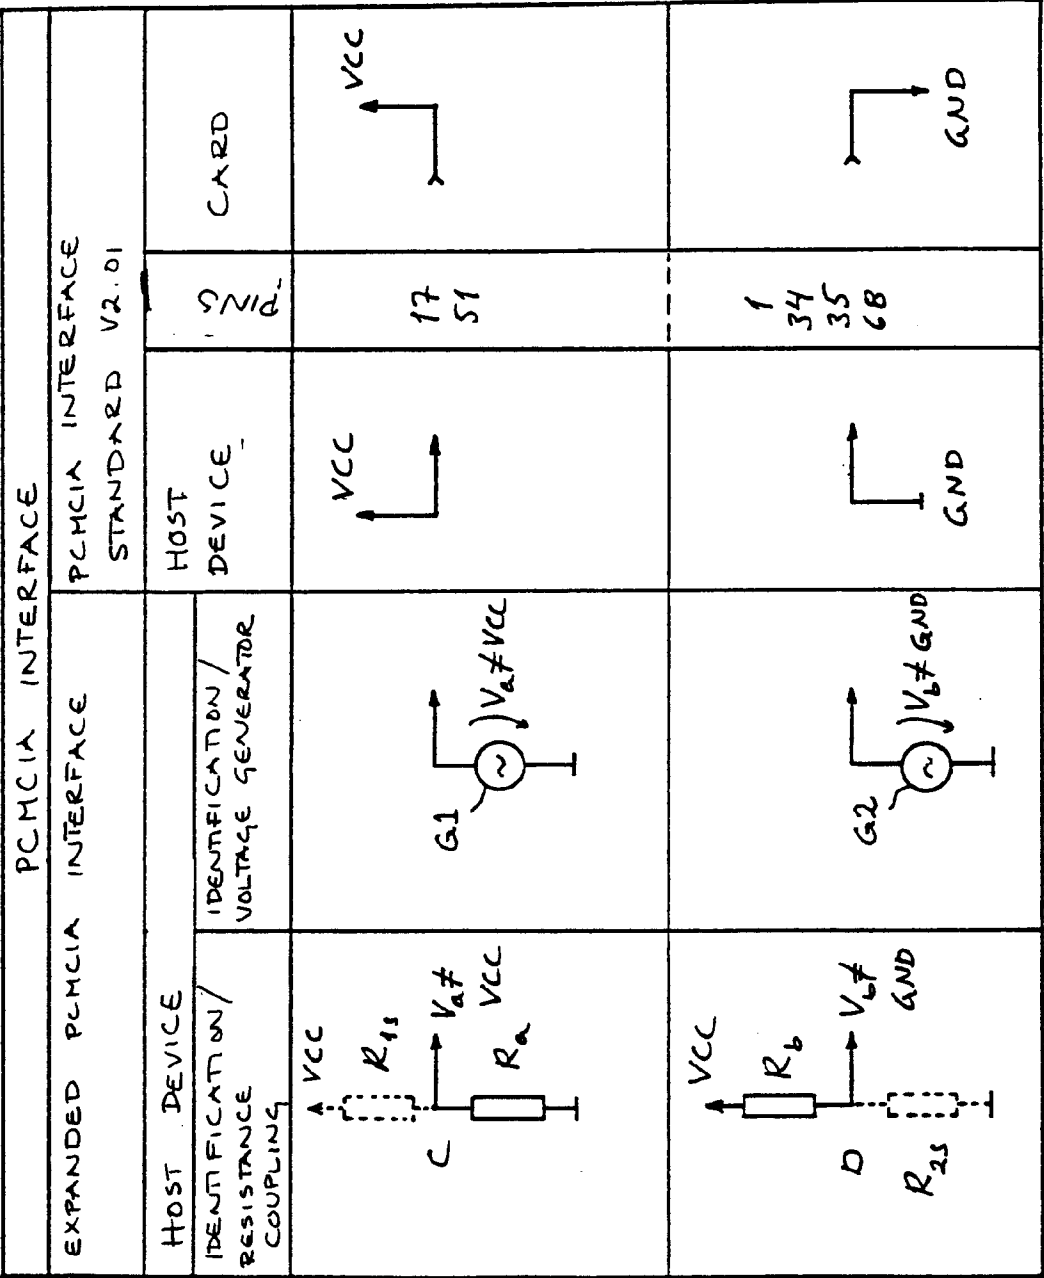 PCMCIA INTERFACE
EXPANDED PCMCIA INTERFACE
PCMCIA INTERFACE
STANDARD V2.01
HOST DEVICE
HOST
DEVICE
PINS
CARD
IDENTIFICATION/
RESISTANCE
COUPLING
IDENTIFICATION/
VOLTAGE GENERATOR
VCC
R1s
C
Va≠
VCC
Ra
G1
Va≠VCC
VCC
17
51
VCC
VCC
Rb
D
Vb≠
GND
R2s
G2
Vb≠GND
GND
1
34
35
68
GND